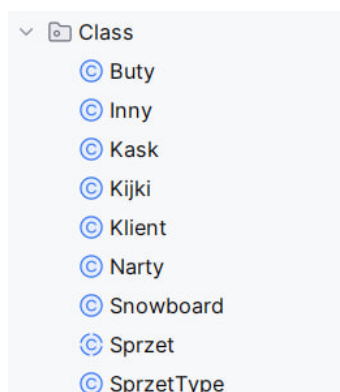 Class
Buty
Inny
Kask
Kijki
Klient
Narty
Snowboard
Sprzet
SprzetType